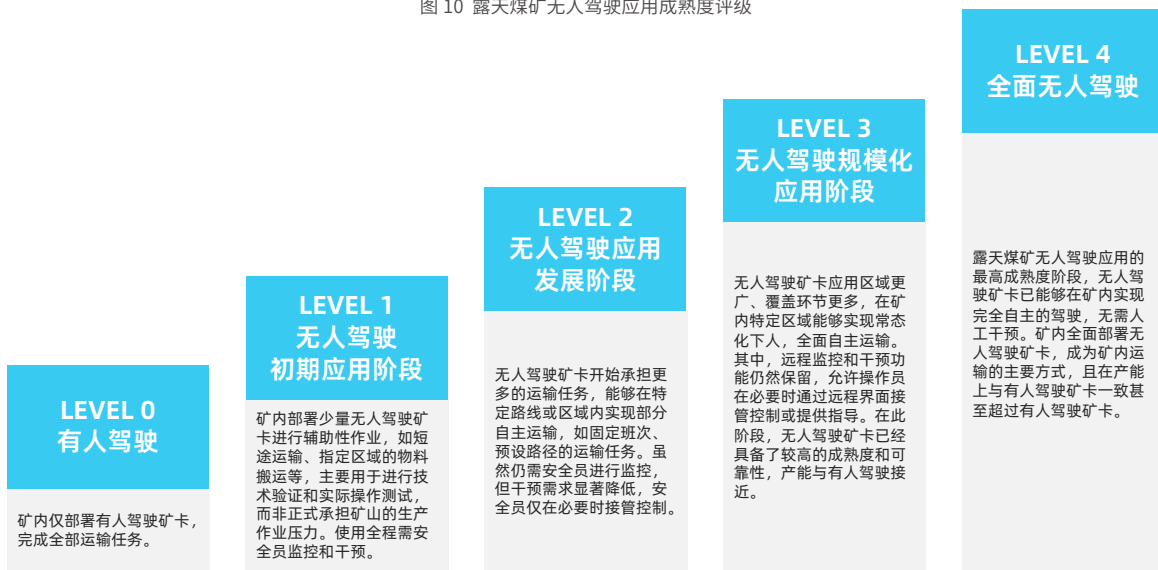 图 10 露天煤矿无人驾驶应用成熟度评级
LEVEL 0
有人驾驶
矿内仅部署有人驾驶矿卡，
完成全部运输任务。
LEVEL 1
无人驾驶
初期应用阶段
矿内部署少量无人驾驶矿
卡进行辅助性作业，如短
途运输、指定区域的物料
搬运等，主要用于进行技
术验证和实际操作测试，
而非正式承担矿山的生产
作业压力。使用全程需安
全员监控和干预。
LEVEL 2
无人驾驶应用
发展阶段
无人驾驶矿卡开始承担更
多的运输任务，能够在特
定路线或区域内实现部分
自主运输，如固定班次、
预设路径的运输任务。虽
然仍需安全员进行监控，
但干预需求显著降低，安
全员仅在必要时接管控制。
LEVEL 3
无人驾驶规模化
应用阶段
无人驾驶矿卡应用区域更
广、覆盖环节更多，在矿
内特定区域能够实现常态
化下人，全面自主运输。
其中，远程监控和干预功
能仍然保留，允许操作员
在必要时通过远程界面接
管控制或提供指导。在此
阶段，无人驾驶矿卡已经
具备了较高的成熟度和可
靠性，产能与有人驾驶接
近。
LEVEL 4
全面无人驾驶
露天煤矿无人驾驶应用的
最高成熟度阶段，无人驾
驶矿卡已能够在矿内实现
完全自主的驾驶，无需人
工干预。矿内全面部署无
人驾驶矿卡，成为矿内运
输的主要方式，且在产能
上与有人驾驶矿卡一致甚
至超过有人驾驶矿卡。